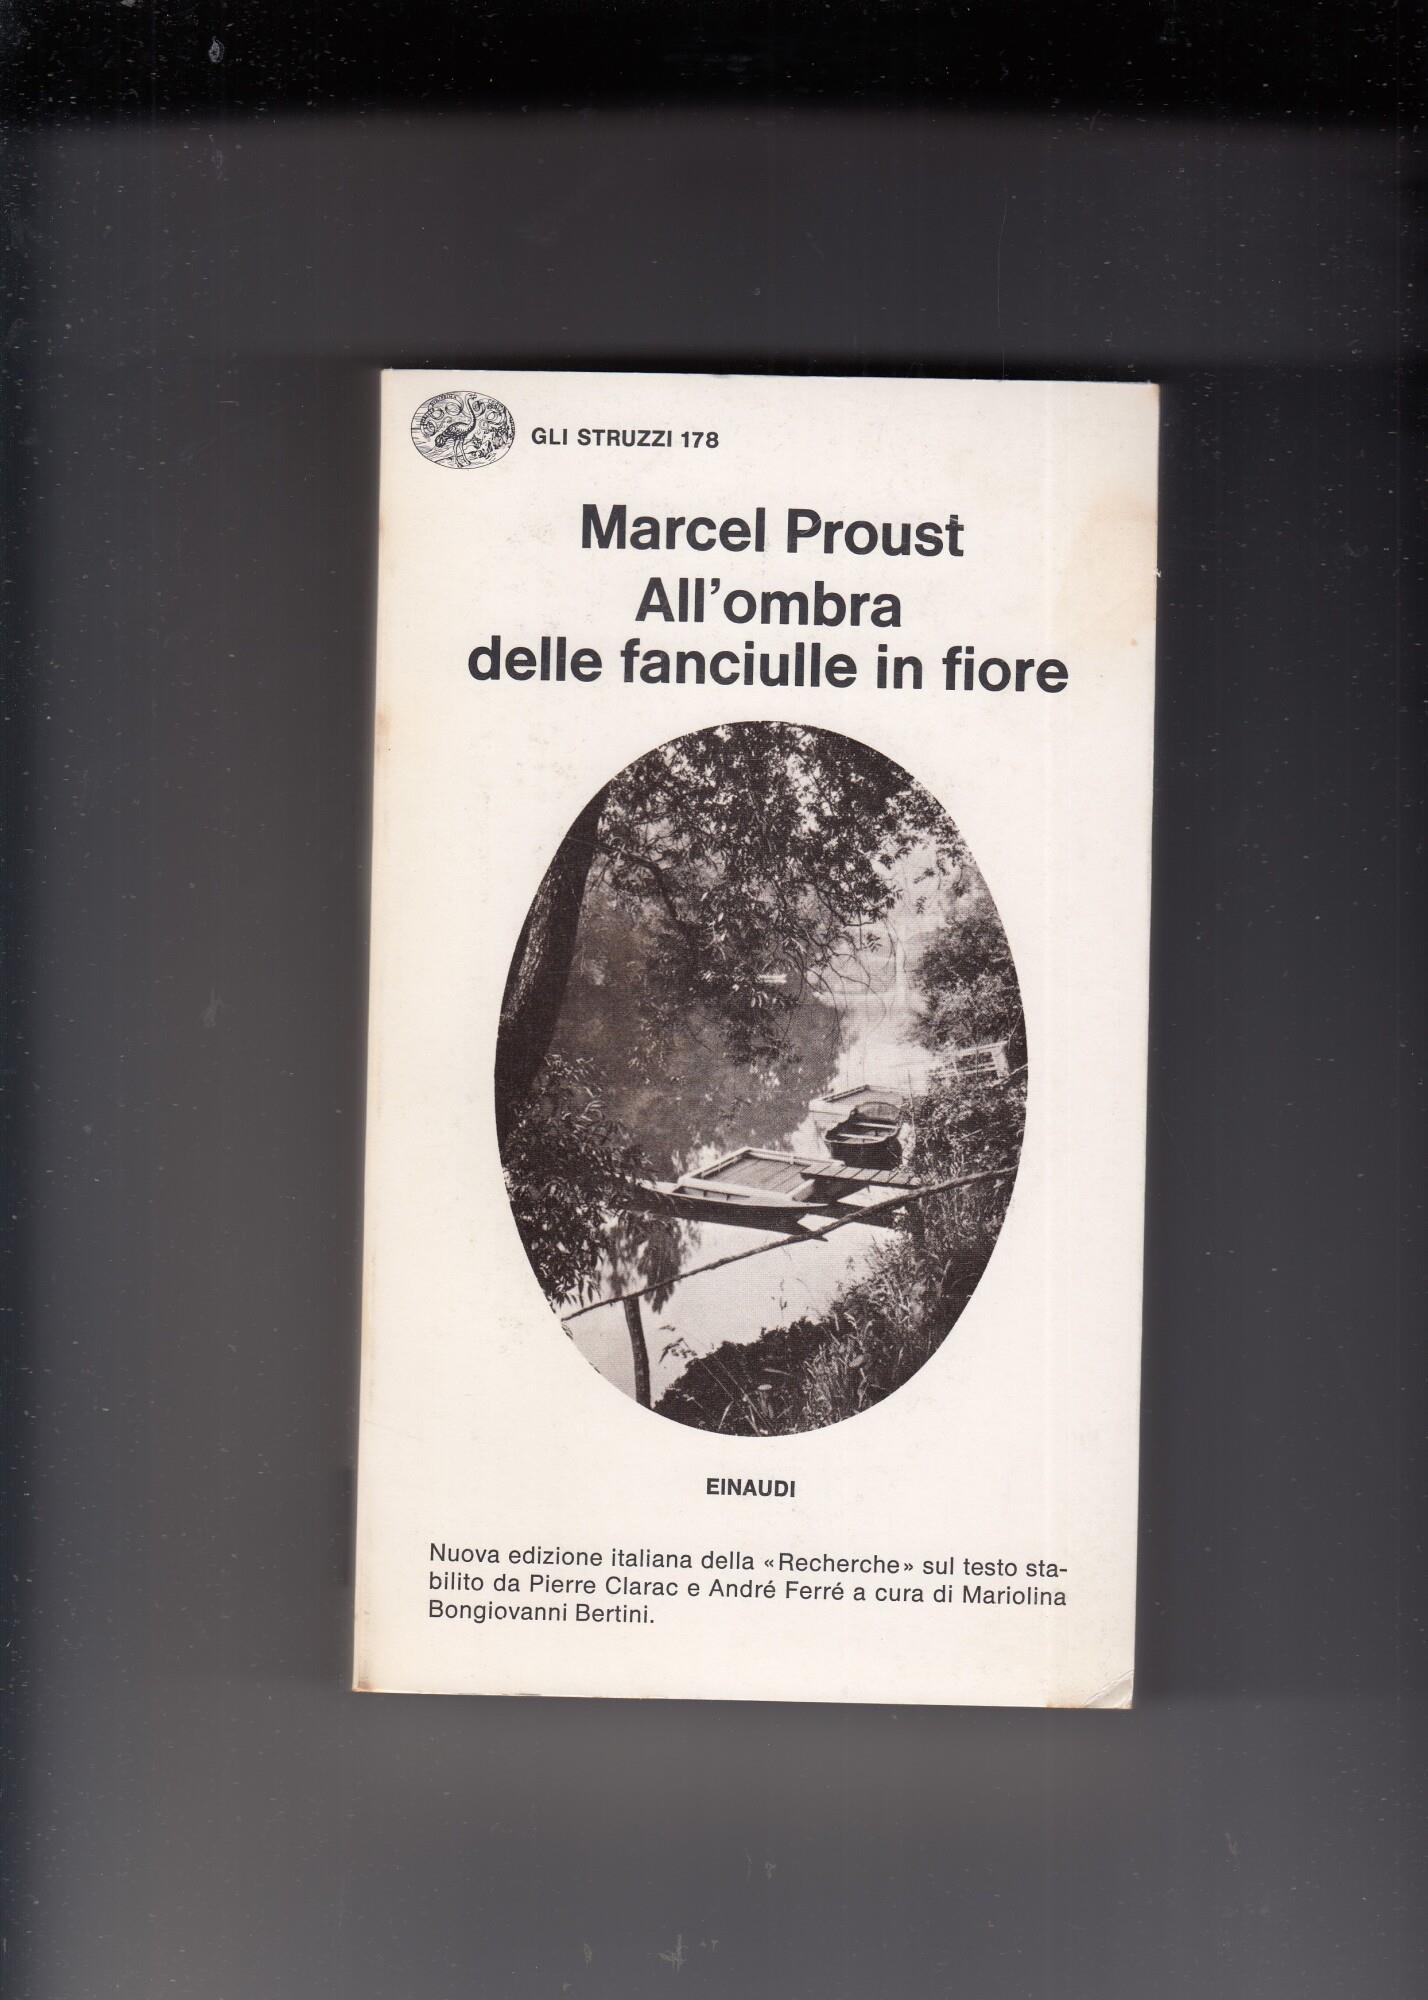 GLI STRUZZI 178
Marcel Proust
All'ombra
delle fanciulle in fiore
EINAUDI
Nuova edizione italiana della «Recherche» sul testo sta-
bilito da Pierre Clarac e André Ferré a cura di Mariolina
Bongiovanni Bertini.